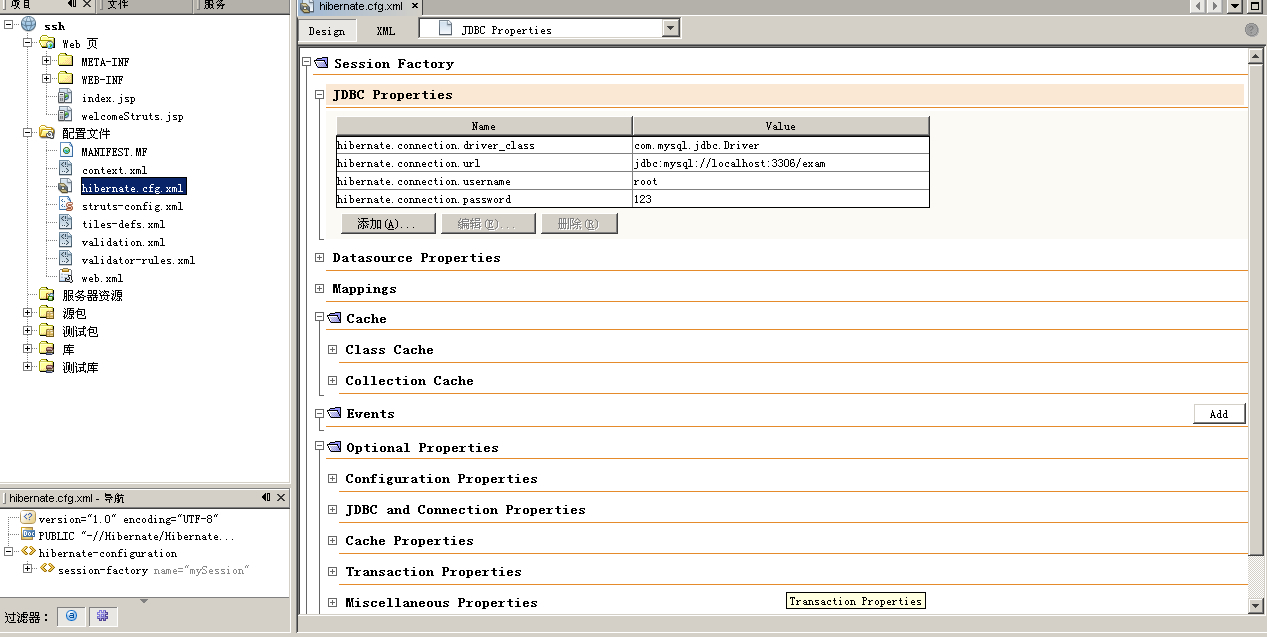 项目
文件
服务
ssh
Web 页
META-INF
WEB-INF
index.jsp
welcomeStruts.jsp
配置文件
MANIFEST.MF
context.xml
hibernate.cfg.xml
struts-config.xml
tiles-defs.xml
validation.xml
validator-rules.xml
web.xml
服务器资源
源包
测试包
库
测试库
hibernate.cfg.xml - 导航
version="1.0" encoding="UTF-8"
PUBLIC "-//Hibernate/Hibernate...
hibernate-configuration
session-factory name="mySession"
过滤器：
hibernate.cfg.xml
Design XML JDBC Properties
Session Factory
JDBC Properties
Name Value
hibernate.connection.driver_class com.mysql.jdbc.Driver
hibernate.connection.url jdbc:mysql://localhost:3306/exam
hibernate.connection.username root
hibernate.connection.password 123
添加(A)... 编辑(E)... 删除(R)
Datasource Properties
Mappings
Cache
Class Cache
Collection Cache
Events Add
Optional Properties
Configuration Properties
JDBC and Connection Properties
Cache Properties
Transaction Properties
Miscellaneous Properties
Transaction Properties